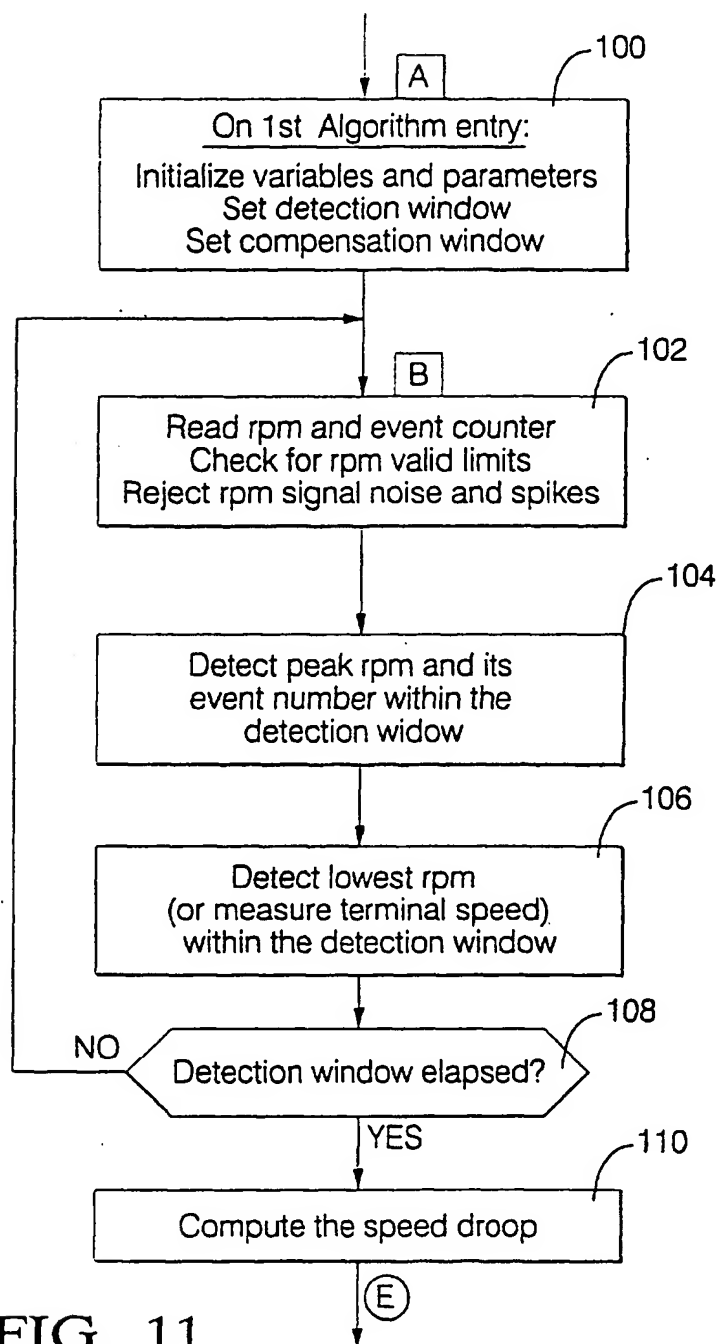 A
100
On 1st Algorithm entry:
Initialize variables and parameters
Set detection window
Set compensation window
B
102
Read rpm and event counter
Check for rpm valid limits
Reject rpm signal noise and spikes
104
Detect peak rpm and its
event number within the
detection widow
106
Detect lowest rpm
(or measure terminal speed)
within the detection window
108
NO
Detection window elapsed?
YES
110
Compute the speed droop
E
FIG. 11